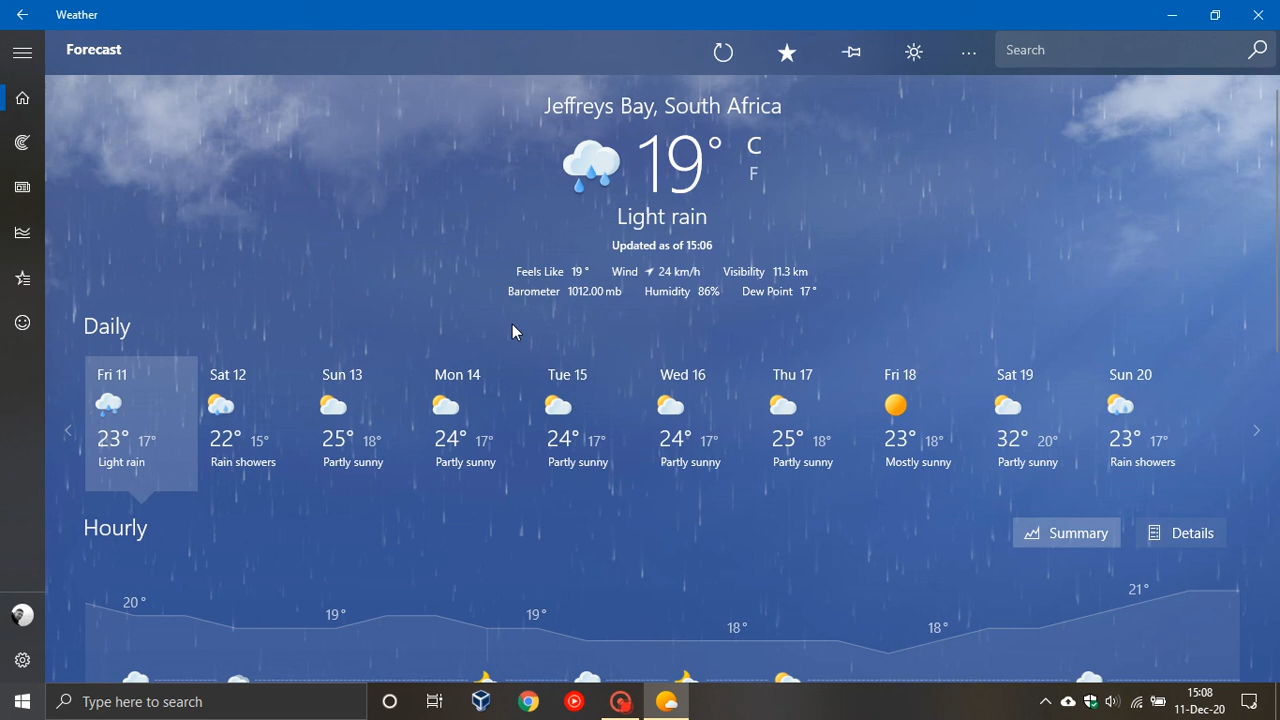 Weather
Forecast
Search
Jeffreys Bay, South Africa
19° C
F
Light rain
Updated as of 15:06
Feels Like 19° Wind 24 km/h Visibility 11.3 km
Barometer 1012.00 mb Humidity 86% Dew Point 17°
Daily
Fri 11 Sat 12 Sun 13 Mon 14 Tue 15 Wed 16 Thu 17 Fri 18 Sat 19 Sun 20
23° 17° 22° 15° 25° 18° 24° 17° 24° 17° 24° 17° 25° 18° 23° 18° 32° 20° 23° 17°
Light rain Rain showers Partly sunny Partly sunny Partly sunny Partly sunny Partly sunny Mostly sunny Partly sunny Rain showers
Hourly
Summary Details
20° 19° 19° 18° 18° 21°
Type here to search
15:08
11-Dec-20